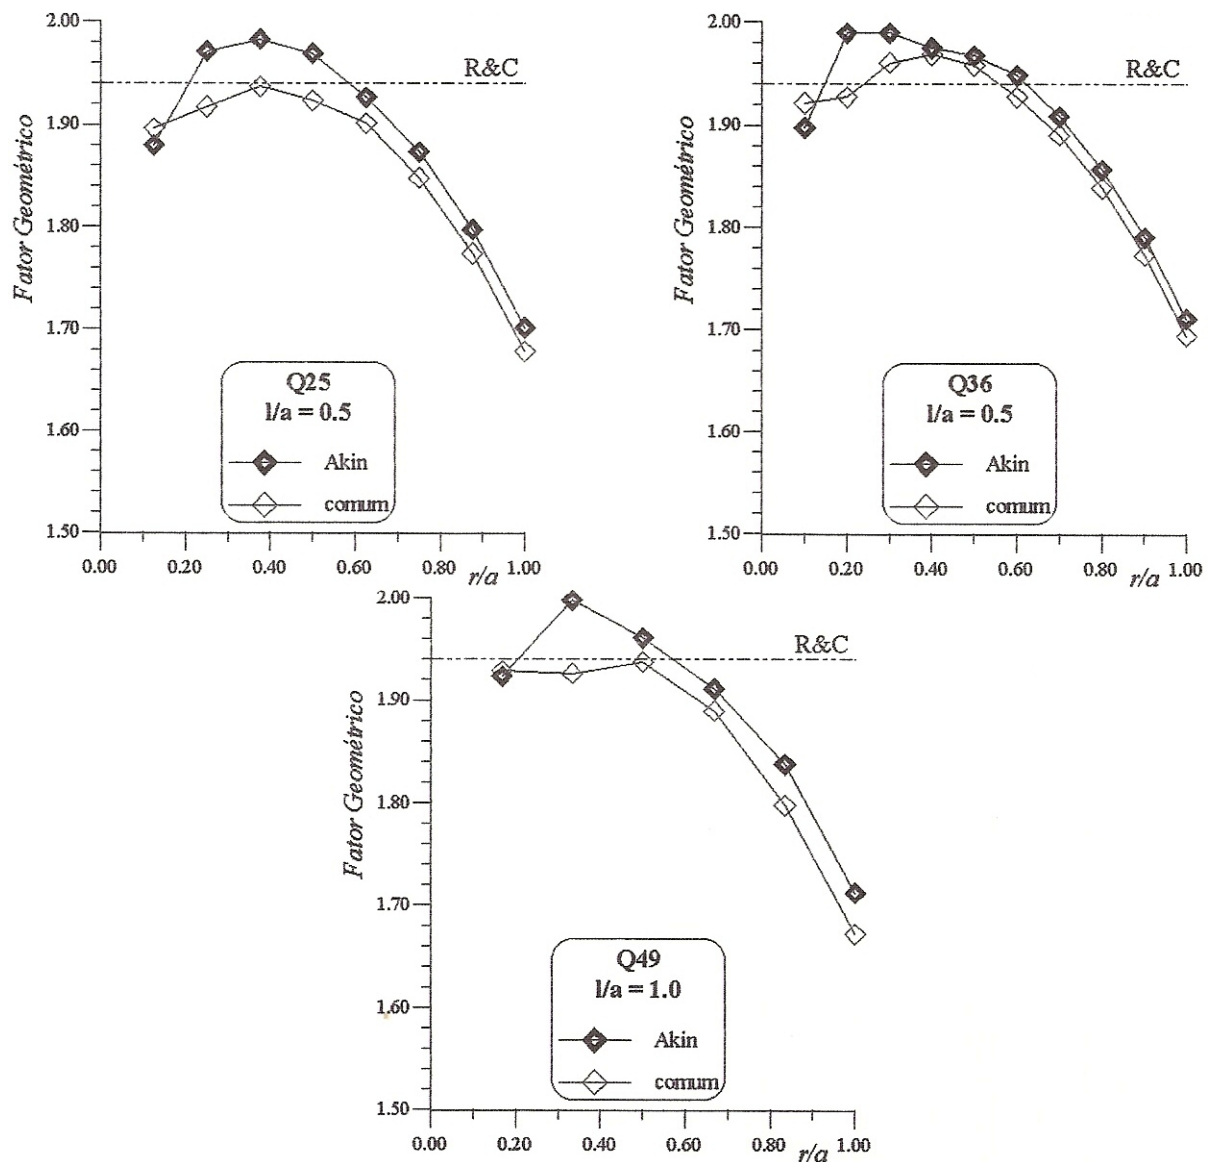 2.00
R&C
1.90
Fator Geométrico
1.80
1.70
Q25
l/a = 0.5
1.60
Akin
comum
1.50
0.00 0.20 0.40 0.60 0.80 1.00
r/a
2.00
R&C
1.90
Fator Geométrico
1.80
1.70
Q36
l/a = 0.5
1.60
Akin
comum
1.50
0.00 0.20 0.40 0.60 0.80 1.00
r/a
2.00
R&C
1.90
Fator Geométrico
1.80
1.70
Q49
l/a = 1.0
1.60
Akin
comum
1.50
0.00 0.20 0.40 0.60 0.80 1.00
r/a